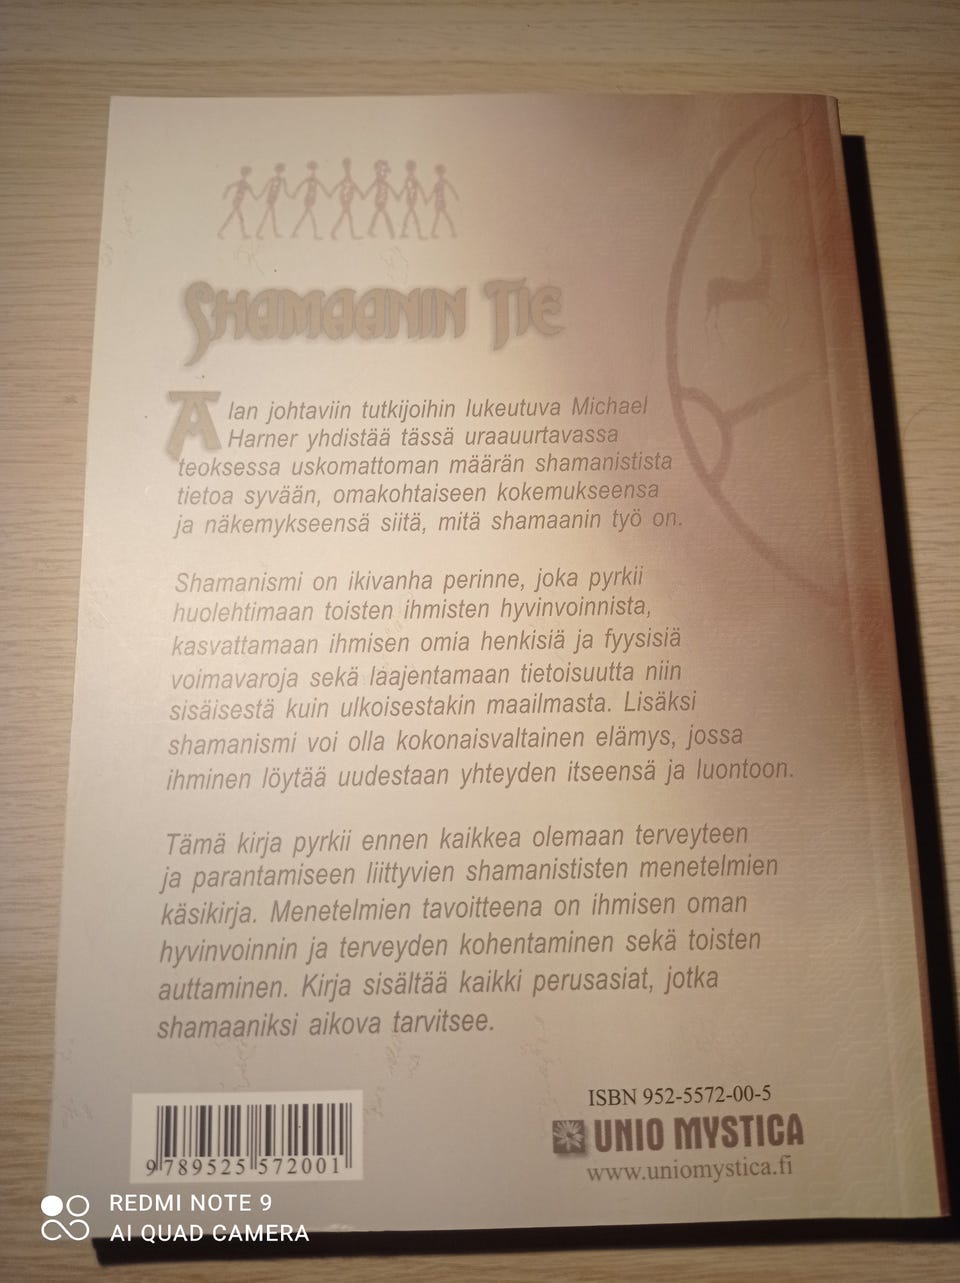 SHAMAANIN TIE
Alan johtaviin tutkijoihin lukeutuva Michael
Harner yhdistää tässä uraauurtavassa
teoksessa uskomattoman määrän shamanistista
tietoa syvään, omakohtaiseen kokemukseensa
ja näkemykseensä siitä, mitä shamaanin työ on.
Shamanismi on ikivanha perinne, joka pyrkii
huolehtimaan toisten ihmisten hyvinvoinnista,
kasvattamaan ihmisen omia henkisiä ja fyysisiä
voimavaroja sekä laajentamaan tietoisuutta niin
sisäisestä kuin ulkoisestakin maailmasta. Lisäksi
shamanismi voi olla kokonaisvaltainen elämys, jossa
ihminen löytää uudestaan yhteyden itseensä ja luontoon.
Tämä kirja pyrkii ennen kaikkea olemaan terveyteen
ja parantamiseen liittyvien shamanististen menetelmien
käsikirja. Menetelmien tavoitteena on ihmisen oman
hyvinvoinnin ja terveyden kohentaminen sekä toisten
auttaminen. Kirja sisältää kaikki perusasiat, jotka
shamaaniksi aikova tarvitsee.
ISBN 952-5572-00-5
UNIO MYSTICA
www.uniomystica.fi
9 789525 572001
REDMI NOTE 9
AI QUAD CAMERA